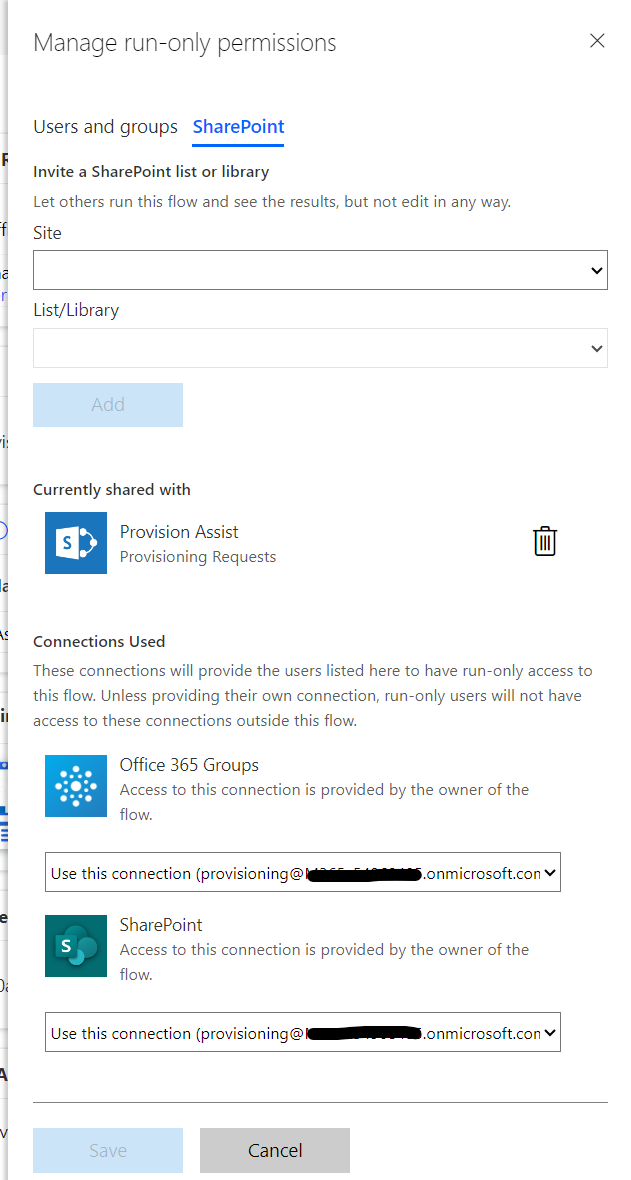 Manage run-only permissions
Users and groups SharePoint
Invite a SharePoint list or library
Let others run this flow and see the results, but not edit in any way.
Site
List/Library
Add
Currently shared with
S
Provision Assist
Provisioning Requests
Connections Used
These connections will provide the users listed here to have run-only access to
this flow. Unless providing their own connection, run-only users will not have
access to these connections outside this flow.
Office 365 Groups
Access to this connection is provided by the owner of the
flow.
Use this connection (provisioning@ .onmicrosoft.con
S
SharePoint
Access to this connection is provided by the owner of the
flow.
Use this connection (provisioning@ .onmicrosoft.con
Save Cancel